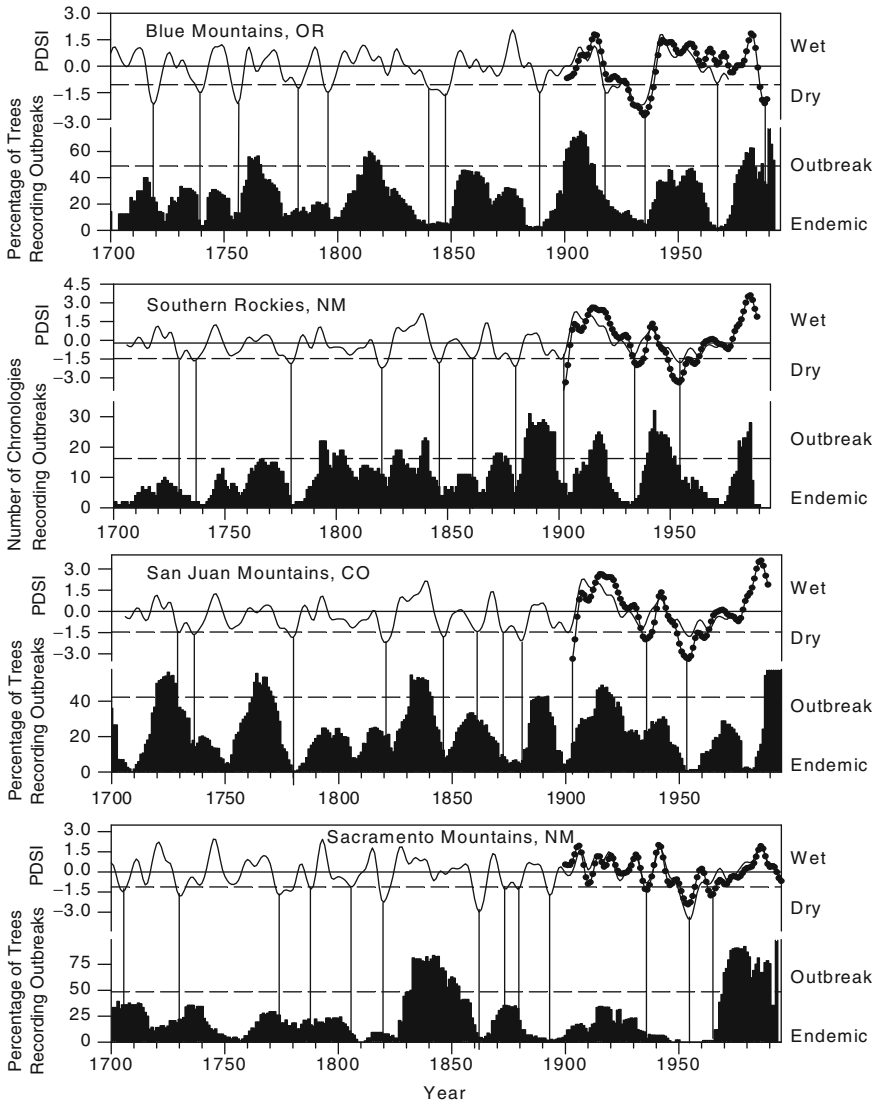 Blue Mountains, OR
PDSI
3.0
1.5
0.0
−1.5
−3.0
Wet
Dry
Percentage of Trees
Recording Outbreaks
60
40
20
0
Outbreak
Endemic
1700 1750 1800 1850 1900 1950
Southern Rockies, NM
PDSI
4.5
3.0
1.5
0.0
−1.5
−3.0
Wet
Dry
Number of Chronologies
Recording Outbreaks
30
20
10
0
Outbreak
Endemic
1700 1750 1800 1850 1900 1950
San Juan Mountains, CO
PDSI
3.0
1.5
0.0
−1.5
−3.0
Wet
Dry
Percentage of Trees
Recording Outbreaks
40
20
0
Outbreak
Endemic
1700 1750 1800 1850 1900 1950
Sacramento Mountains, NM
PDSI
3.0
1.5
0.0
−1.5
−3.0
Wet
Dry
Percentage of Trees
Recording Outbreaks
75
50
25
0
Outbreak
Endemic
1700 1750 1800 1850 1900 1950
Year